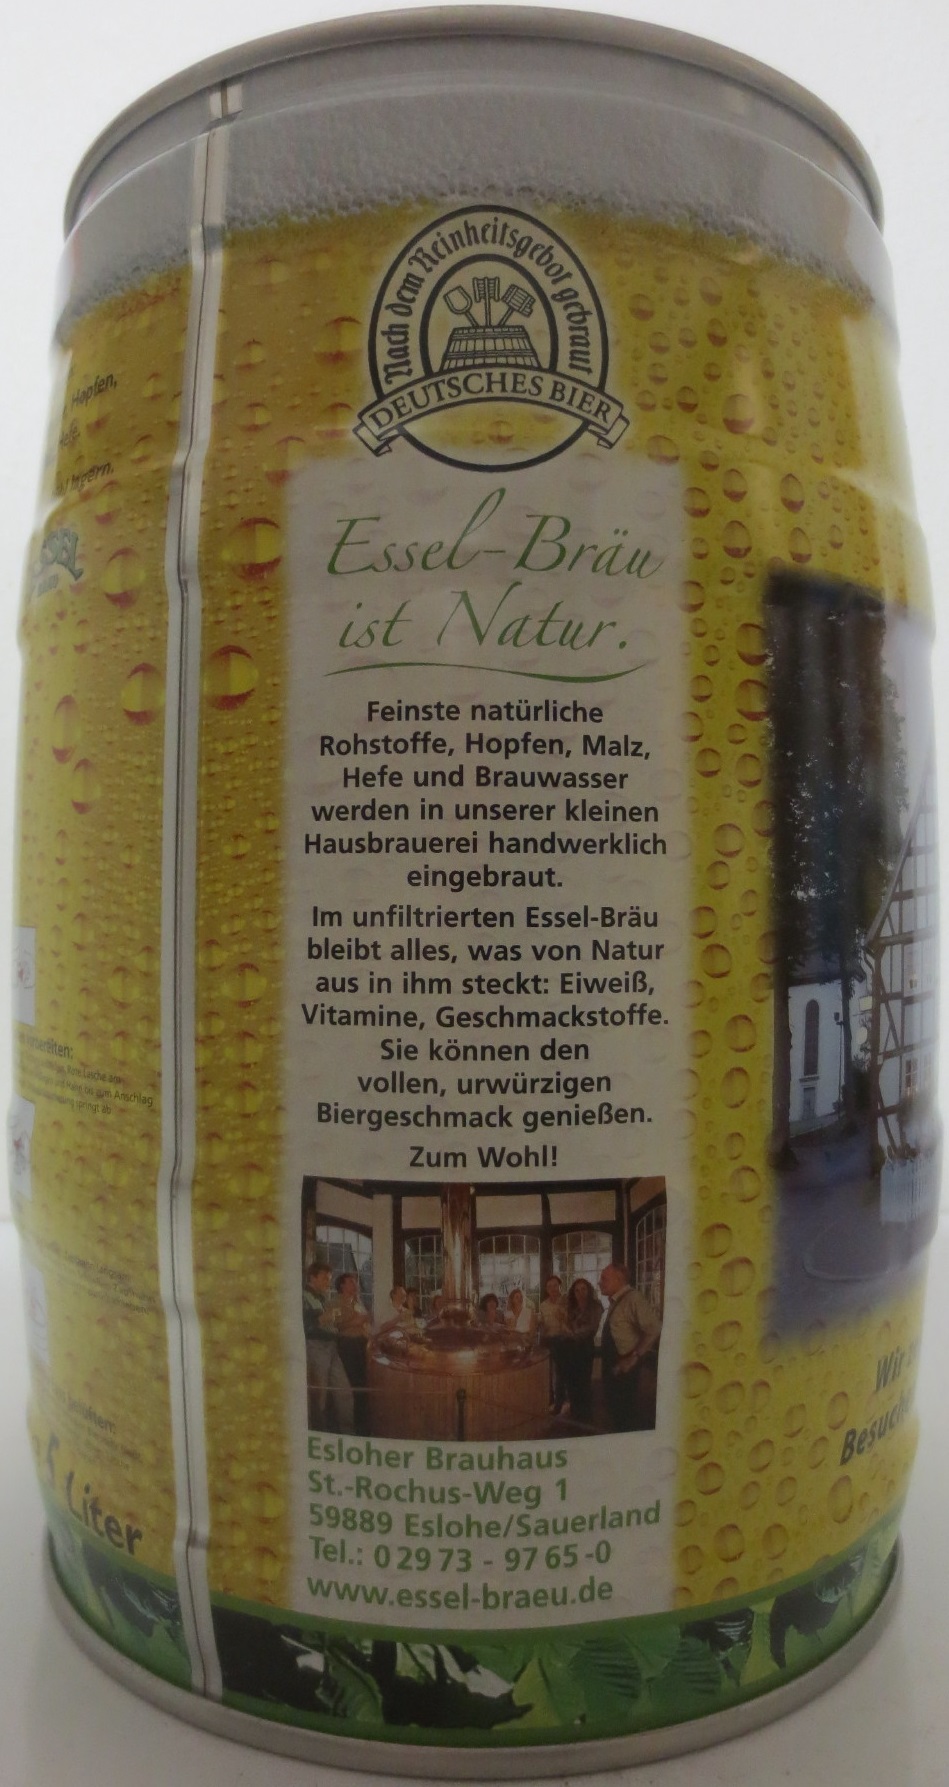 Nach dem Reinheitsgebot gebraut
DEUTSCHES BIER
Essel-Bräu
ist Natur.
Feinste natürliche
Rohstoffe, Hopfen, Malz,
Hefe und Brauwasser
werden in unserer kleinen
Hausbrauerei handwerklich
eingebraut.
Im unfiltrierten Essel-Bräu
bleibt alles, was von Natur
aus in ihm steckt: Eiweiß,
Vitamine, Geschmackstoffe.
Sie können den
vollen, urwürzigen
Biergeschmack genießen.
Zum Wohl!
Esloher Brauhaus
St.-Rochus-Weg 1
59889 Eslohe/Sauerland
Tel.: 0 29 73 - 97 65 -0
www.essel-braeu.de
Hopfen,
5 Liter
Wir